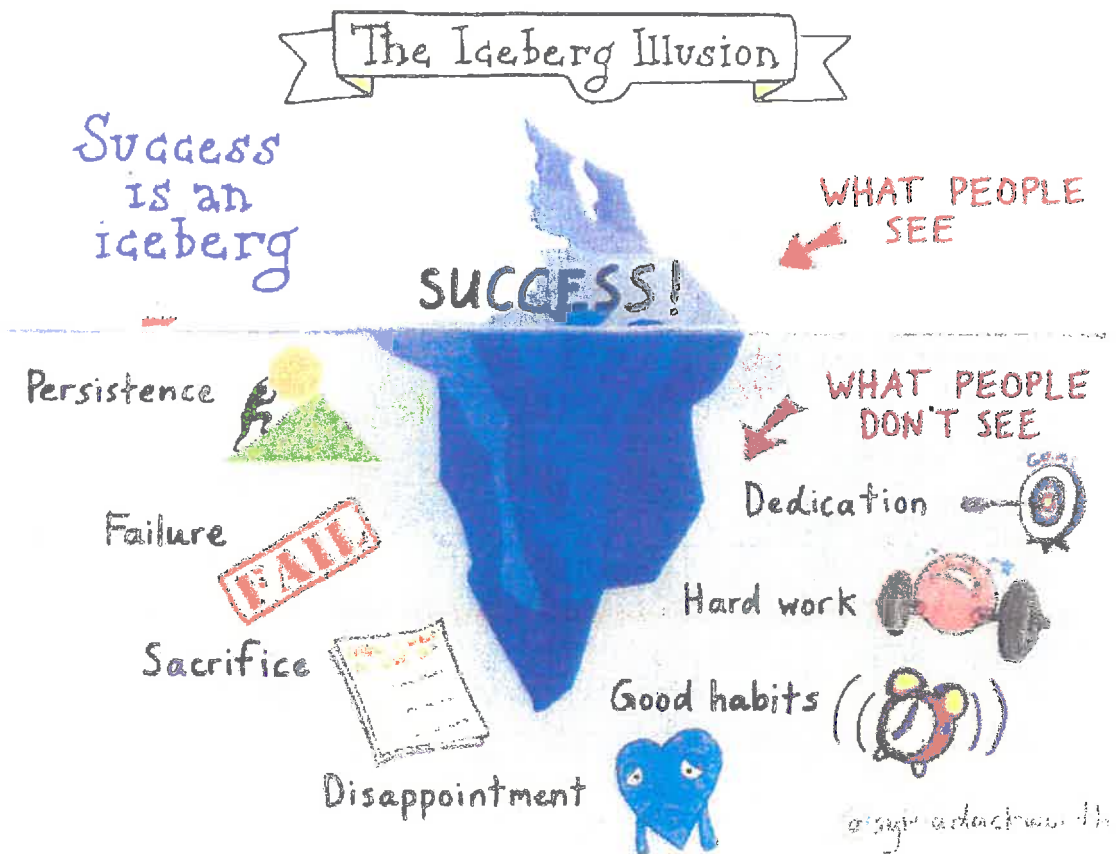 The Iceberg Illusion
Success
is an
iceberg
WHAT PEOPLE
SEE
SUCCESS!
Persistence
WHAT PEOPLE
DON'T SEE
Dedication
Failure
FAIL
Hard work
Sacrifice
Good habits
Disappointment